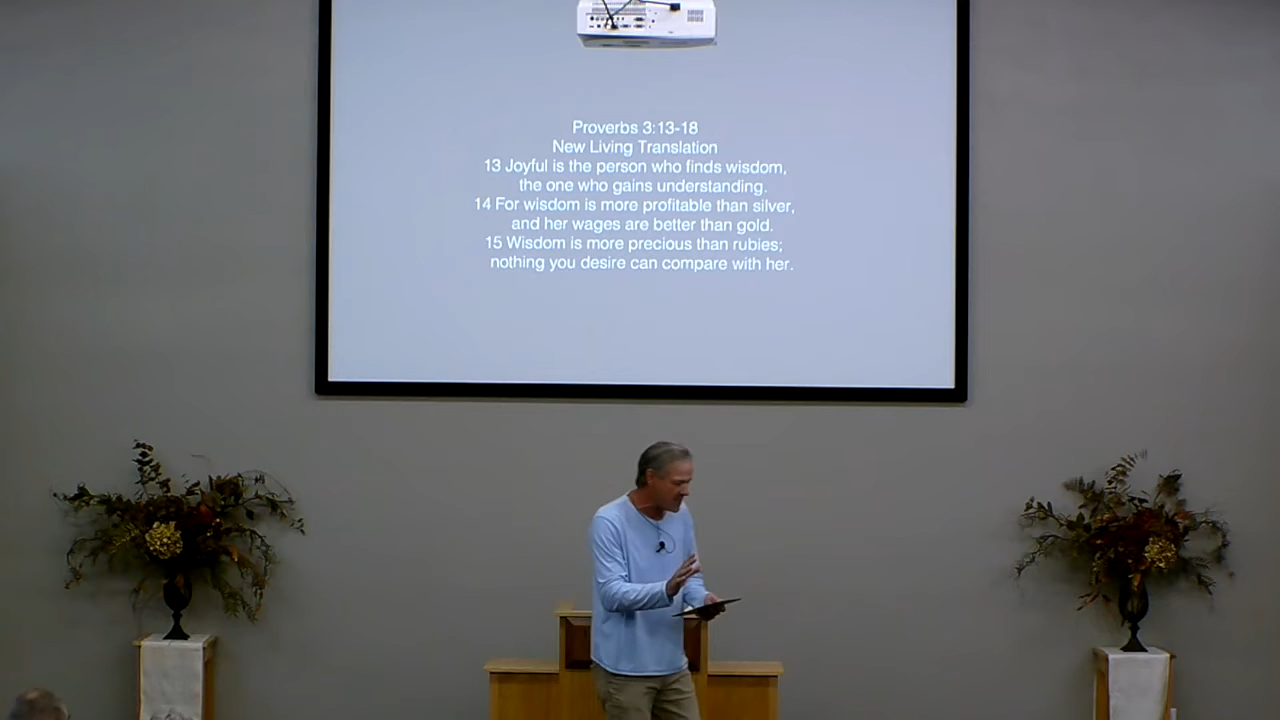 Proverbs 3:13-18
New Living Translation
13 Joyful is the person who finds wisdom,
the one who gains understanding.
14 For wisdom is more profitable than silver,
and her wages are better than gold.
15 Wisdom is more precious than rubies;
nothing you desire can compare with her.